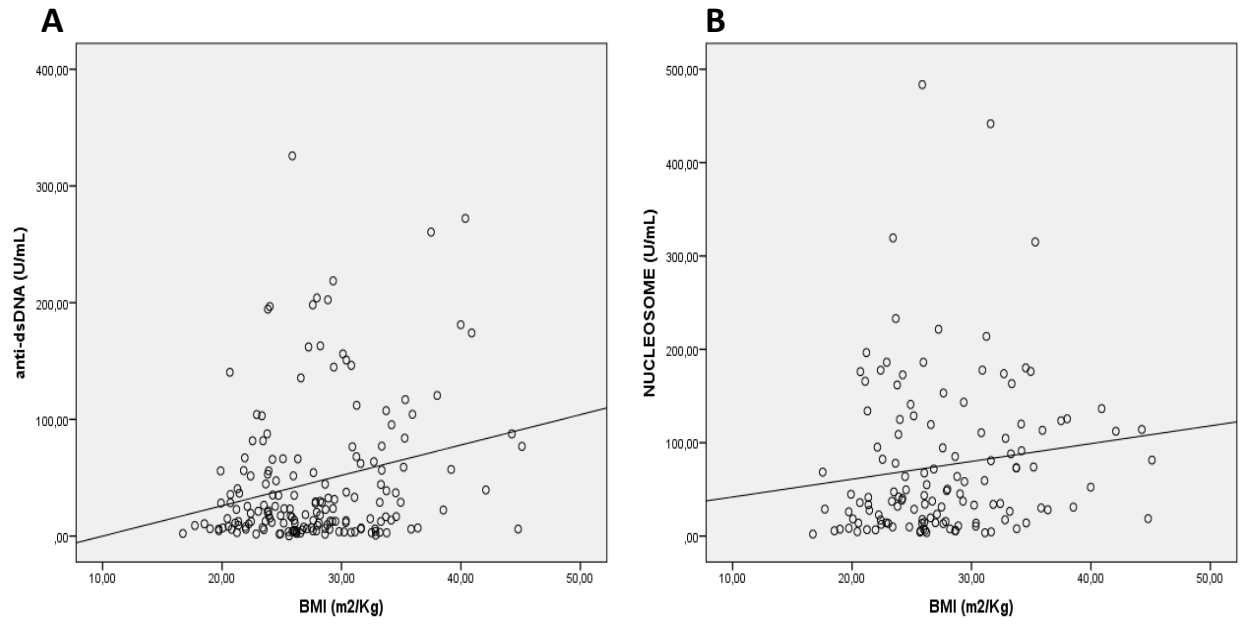 A
400,00
300,00
200,00
100,00
,00
anti-dsDNA (U/mL)
10,00 20,00 30,00 40,00 50,00
BMI (m2/Kg)
B
500,00
400,00
300,00
200,00
100,00
,00
NUCLEOSOME (U/mL)
10,00 20,00 30,00 40,00 50,00
BMI (m2/Kg)